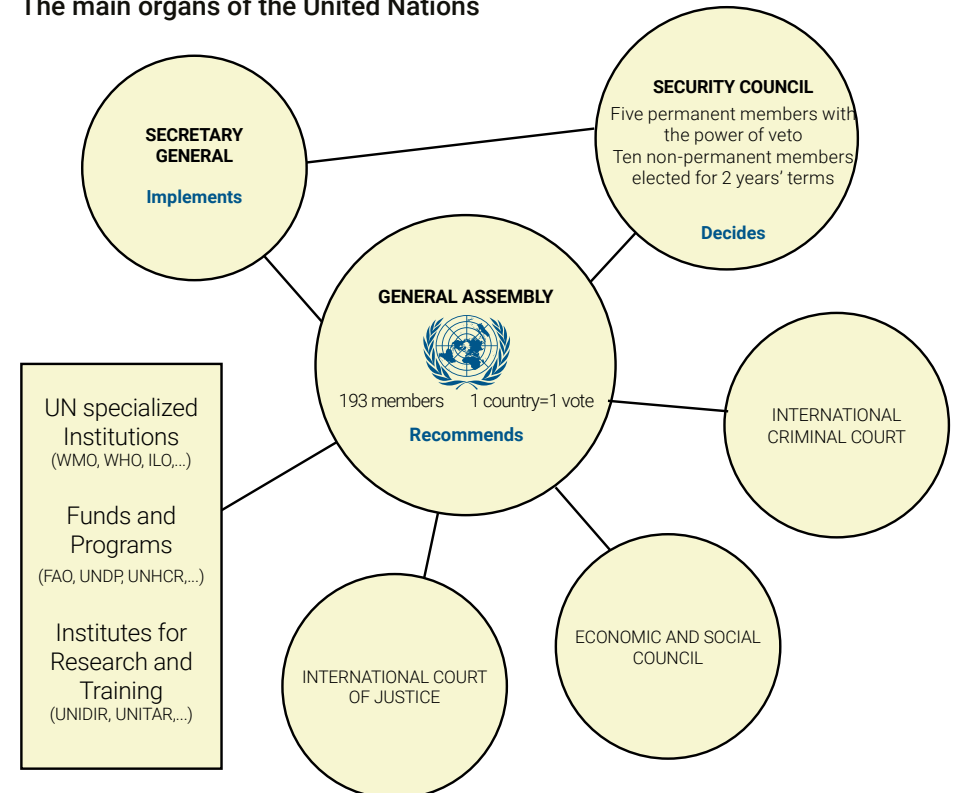 The main organs of the United Nations
SECRETARY
GENERAL
Implements
SECURITY COUNCIL
Five permanent members with
the power of veto
Ten non-permanent members
elected for 2 years’ terms
Decides
GENERAL ASSEMBLY
193 members 1 country=1 vote
Recommends
INTERNATIONAL
CRIMINAL COURT
UN specialized
Institutions
(WMO, WHO, ILO,...)
Funds and
Programs
(FAO, UNDP, UNHCR,...)
Institutes for
Research and
Training
(UNIDIR, UNITAR,...)
INTERNATIONAL COURT
OF JUSTICE
ECONOMIC AND SOCIAL
COUNCIL